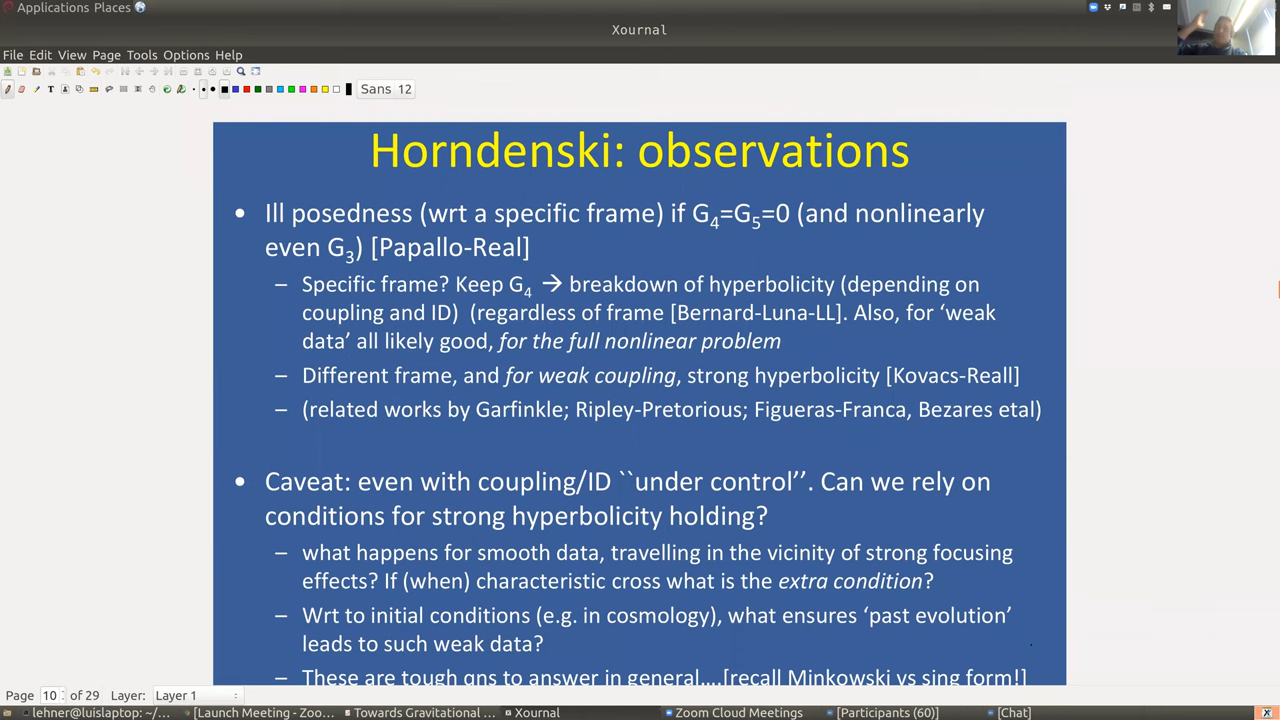 Applications Places
Xournal
File Edit View Page Tools Options Help
Sans 12
Horndenski: observations
• Ill posedness (wrt a specific frame) if G4=G5=0 (and nonlinearly
even G3) [Papallo-Real]
– Specific frame? Keep G4 → breakdown of hyperbolicity (depending on
coupling and ID) (regardless of frame [Bernard-Luna-LL]. Also, for ‘weak
data’ all likely good, for the full nonlinear problem
– Different frame, and for weak coupling, strong hyperbolicity [Kovacs-Reall]
– (related works by Garfinkle; Ripley-Pretorious; Figueras-Franca, Bezares etal)
• Caveat: even with coupling/ID ``under control’’. Can we rely on
conditions for strong hyperbolicity holding?
– what happens for smooth data, travelling in the vicinity of strong focusing
effects? If (when) characteristic cross what is the extra condition?
– Wrt to initial conditions (e.g. in cosmology), what ensures ‘past evolution’
leads to such weak data?
– These are tough qns to answer in general….[recall Minkowski vs sing form!]
Page 10 of 29 Layer: Layer 1
lehner@luislaptop: ~/... [Launch Meeting - Zoo... Towards Gravitational ... Xournal Zoom Cloud Meetings [Participants (60)] [Chat]